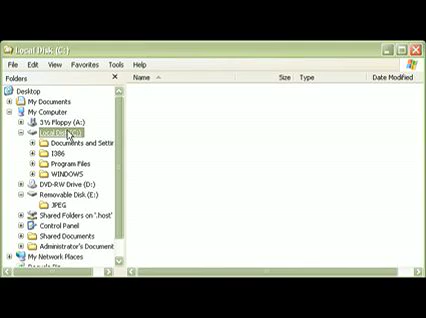 Local Disk (C:)
File Edit View Favorites Tools Help
Folders
Name Size Type Date Modified
Desktop
My Documents
My Computer
3½ Floppy (A:)
Local Disk (C:)
Documents and Settin
I386
Program Files
WINDOWS
DVD-RW Drive (D:)
Removable Disk (E:)
JPEG
Shared Folders on '.host'
Control Panel
Shared Documents
Administrator's Document
My Network Places